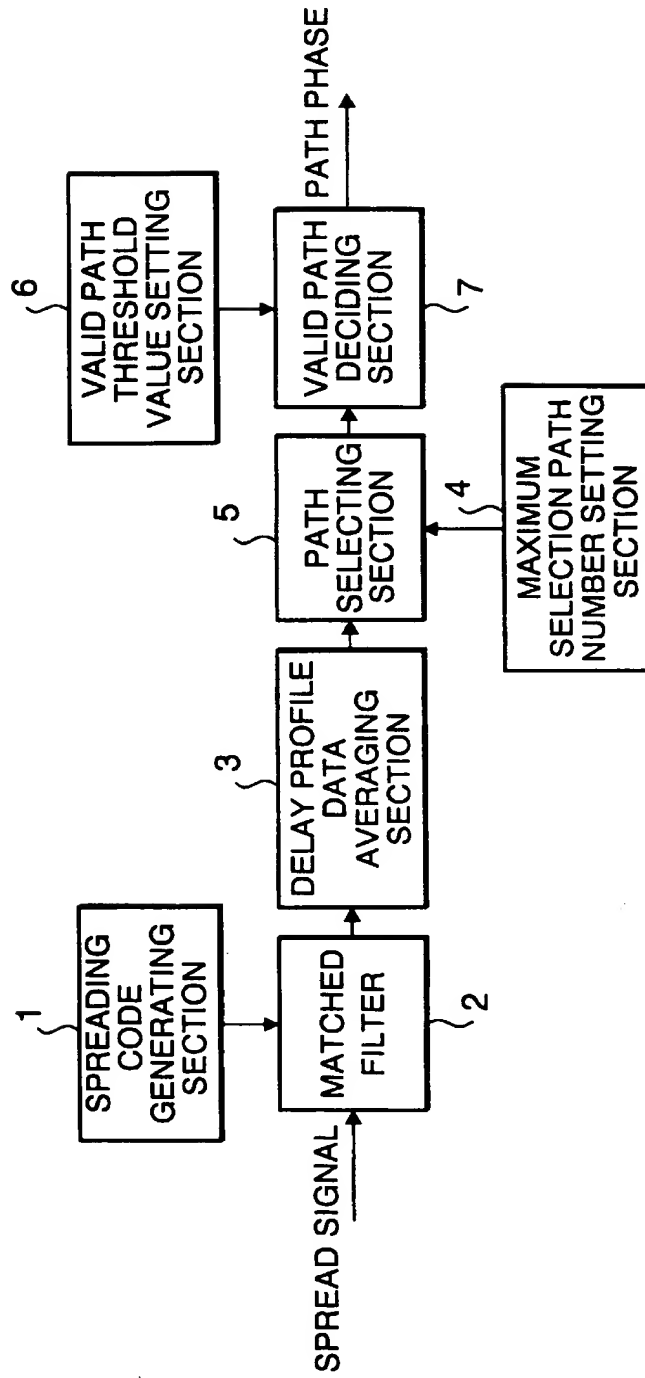 SPREAD SIGNAL
1
SPREADING
CODE
GENERATING
SECTION
MATCHED
FILTER
2
3
DELAY PROFILE
DATA
AVERAGING
SECTION
5
PATH
SELECTING
SECTION
4
MAXIMUM
SELECTION PATH
NUMBER SETTING
SECTION
6
VALID PATH
THRESHOLD
VALUE SETTING
SECTION
VALID PATH
DECIDING
SECTION
7
PATH PHASE